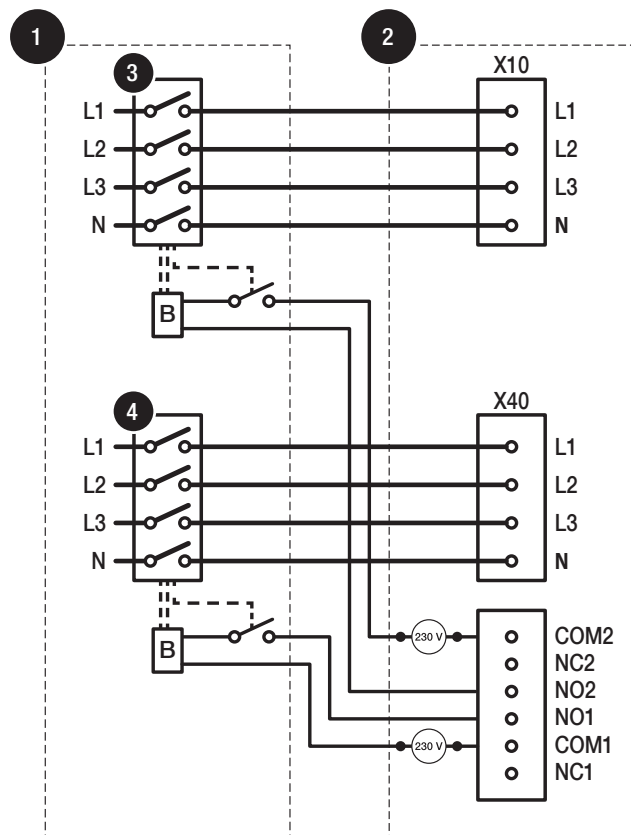 1
2
3
X10
L1 L1
L2 L2
L3 L3
N N
B
4
X40
L1 L1
L2 L2
L3 L3
N N
B
230 V COM2
NC2
NO2
NO1
230 V COM1
NC1